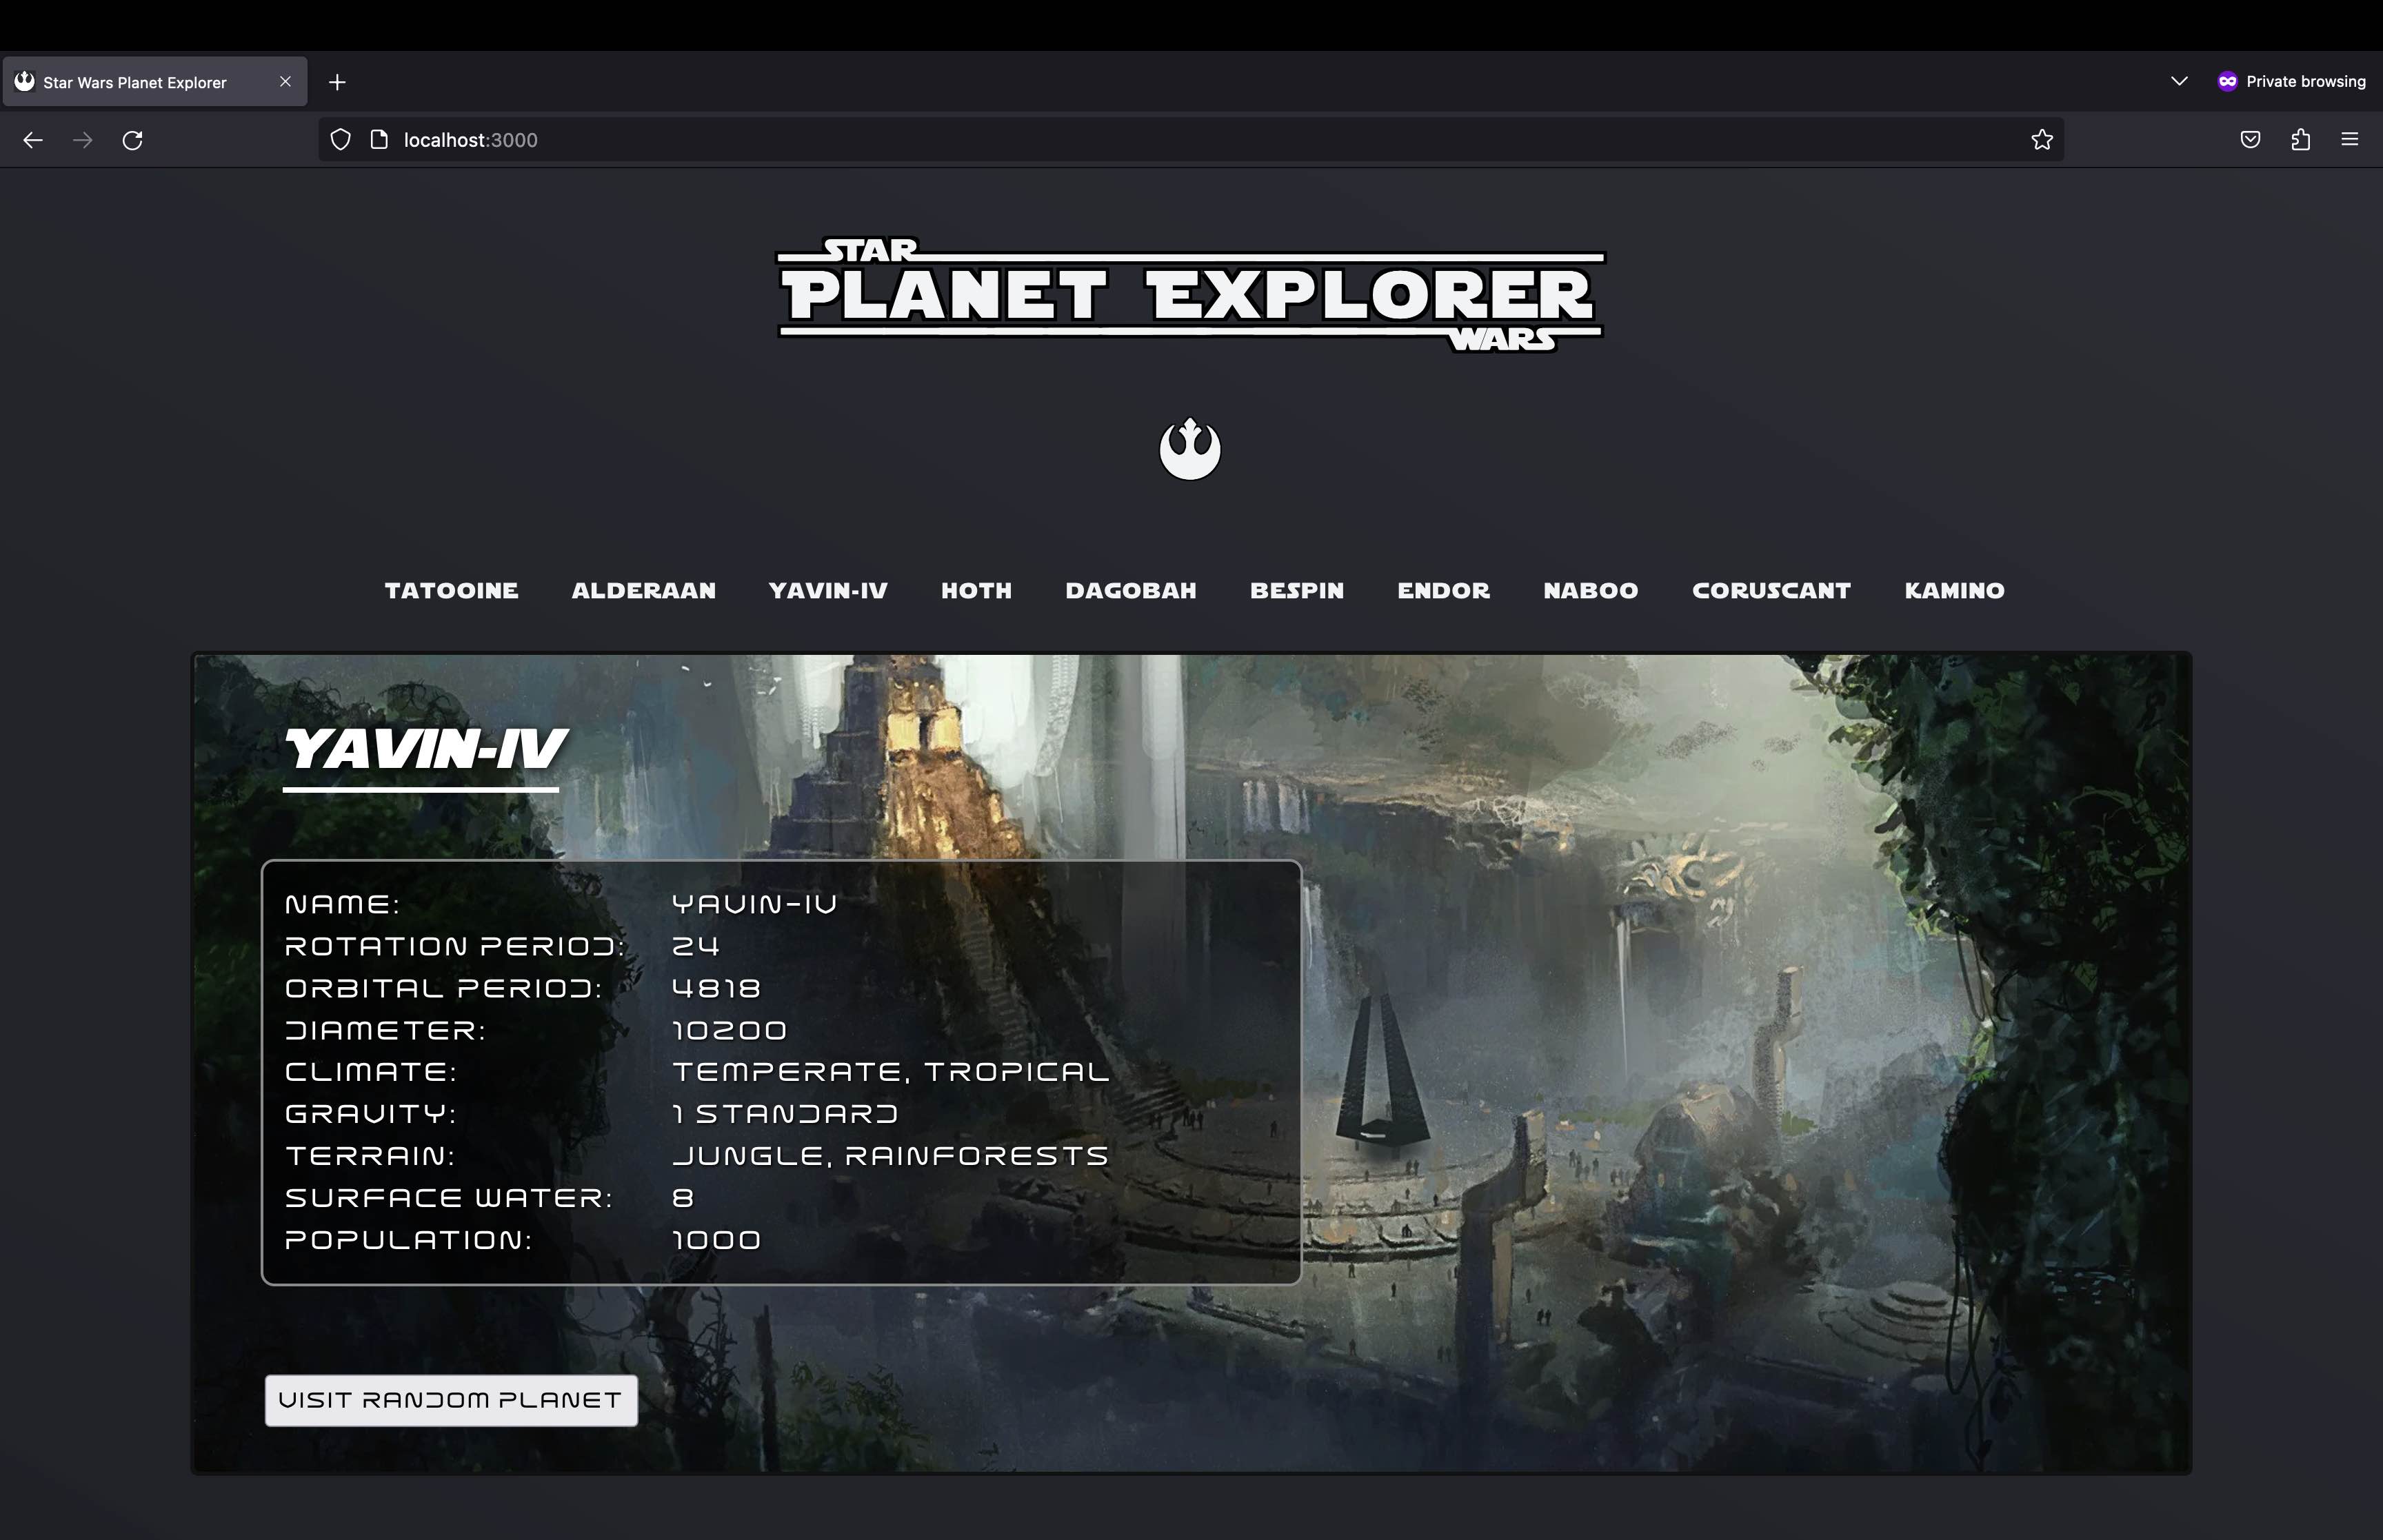 Star Wars Planet Explorer
Private browsing
localhost:3000
STAR
PLANET EXPLORER
WARS
TATOOINE ALDERAAN YAVIN-IV HOTH DAGOBAH BESPIN ENDOR NABOO CORUSCANT KAMINO
YAVIN-IV
NAME: YAVIN-IV
ROTATION PERIOD: 24
ORBITAL PERIOD: 4818
DIAMETER: 10200
CLIMATE: TEMPERATE, TROPICAL
GRAVITY: 1 STANDARD
TERRAIN: JUNGLE, RAINFORESTS
SURFACE WATER: 8
POPULATION: 1000
VISIT RANDOM PLANET